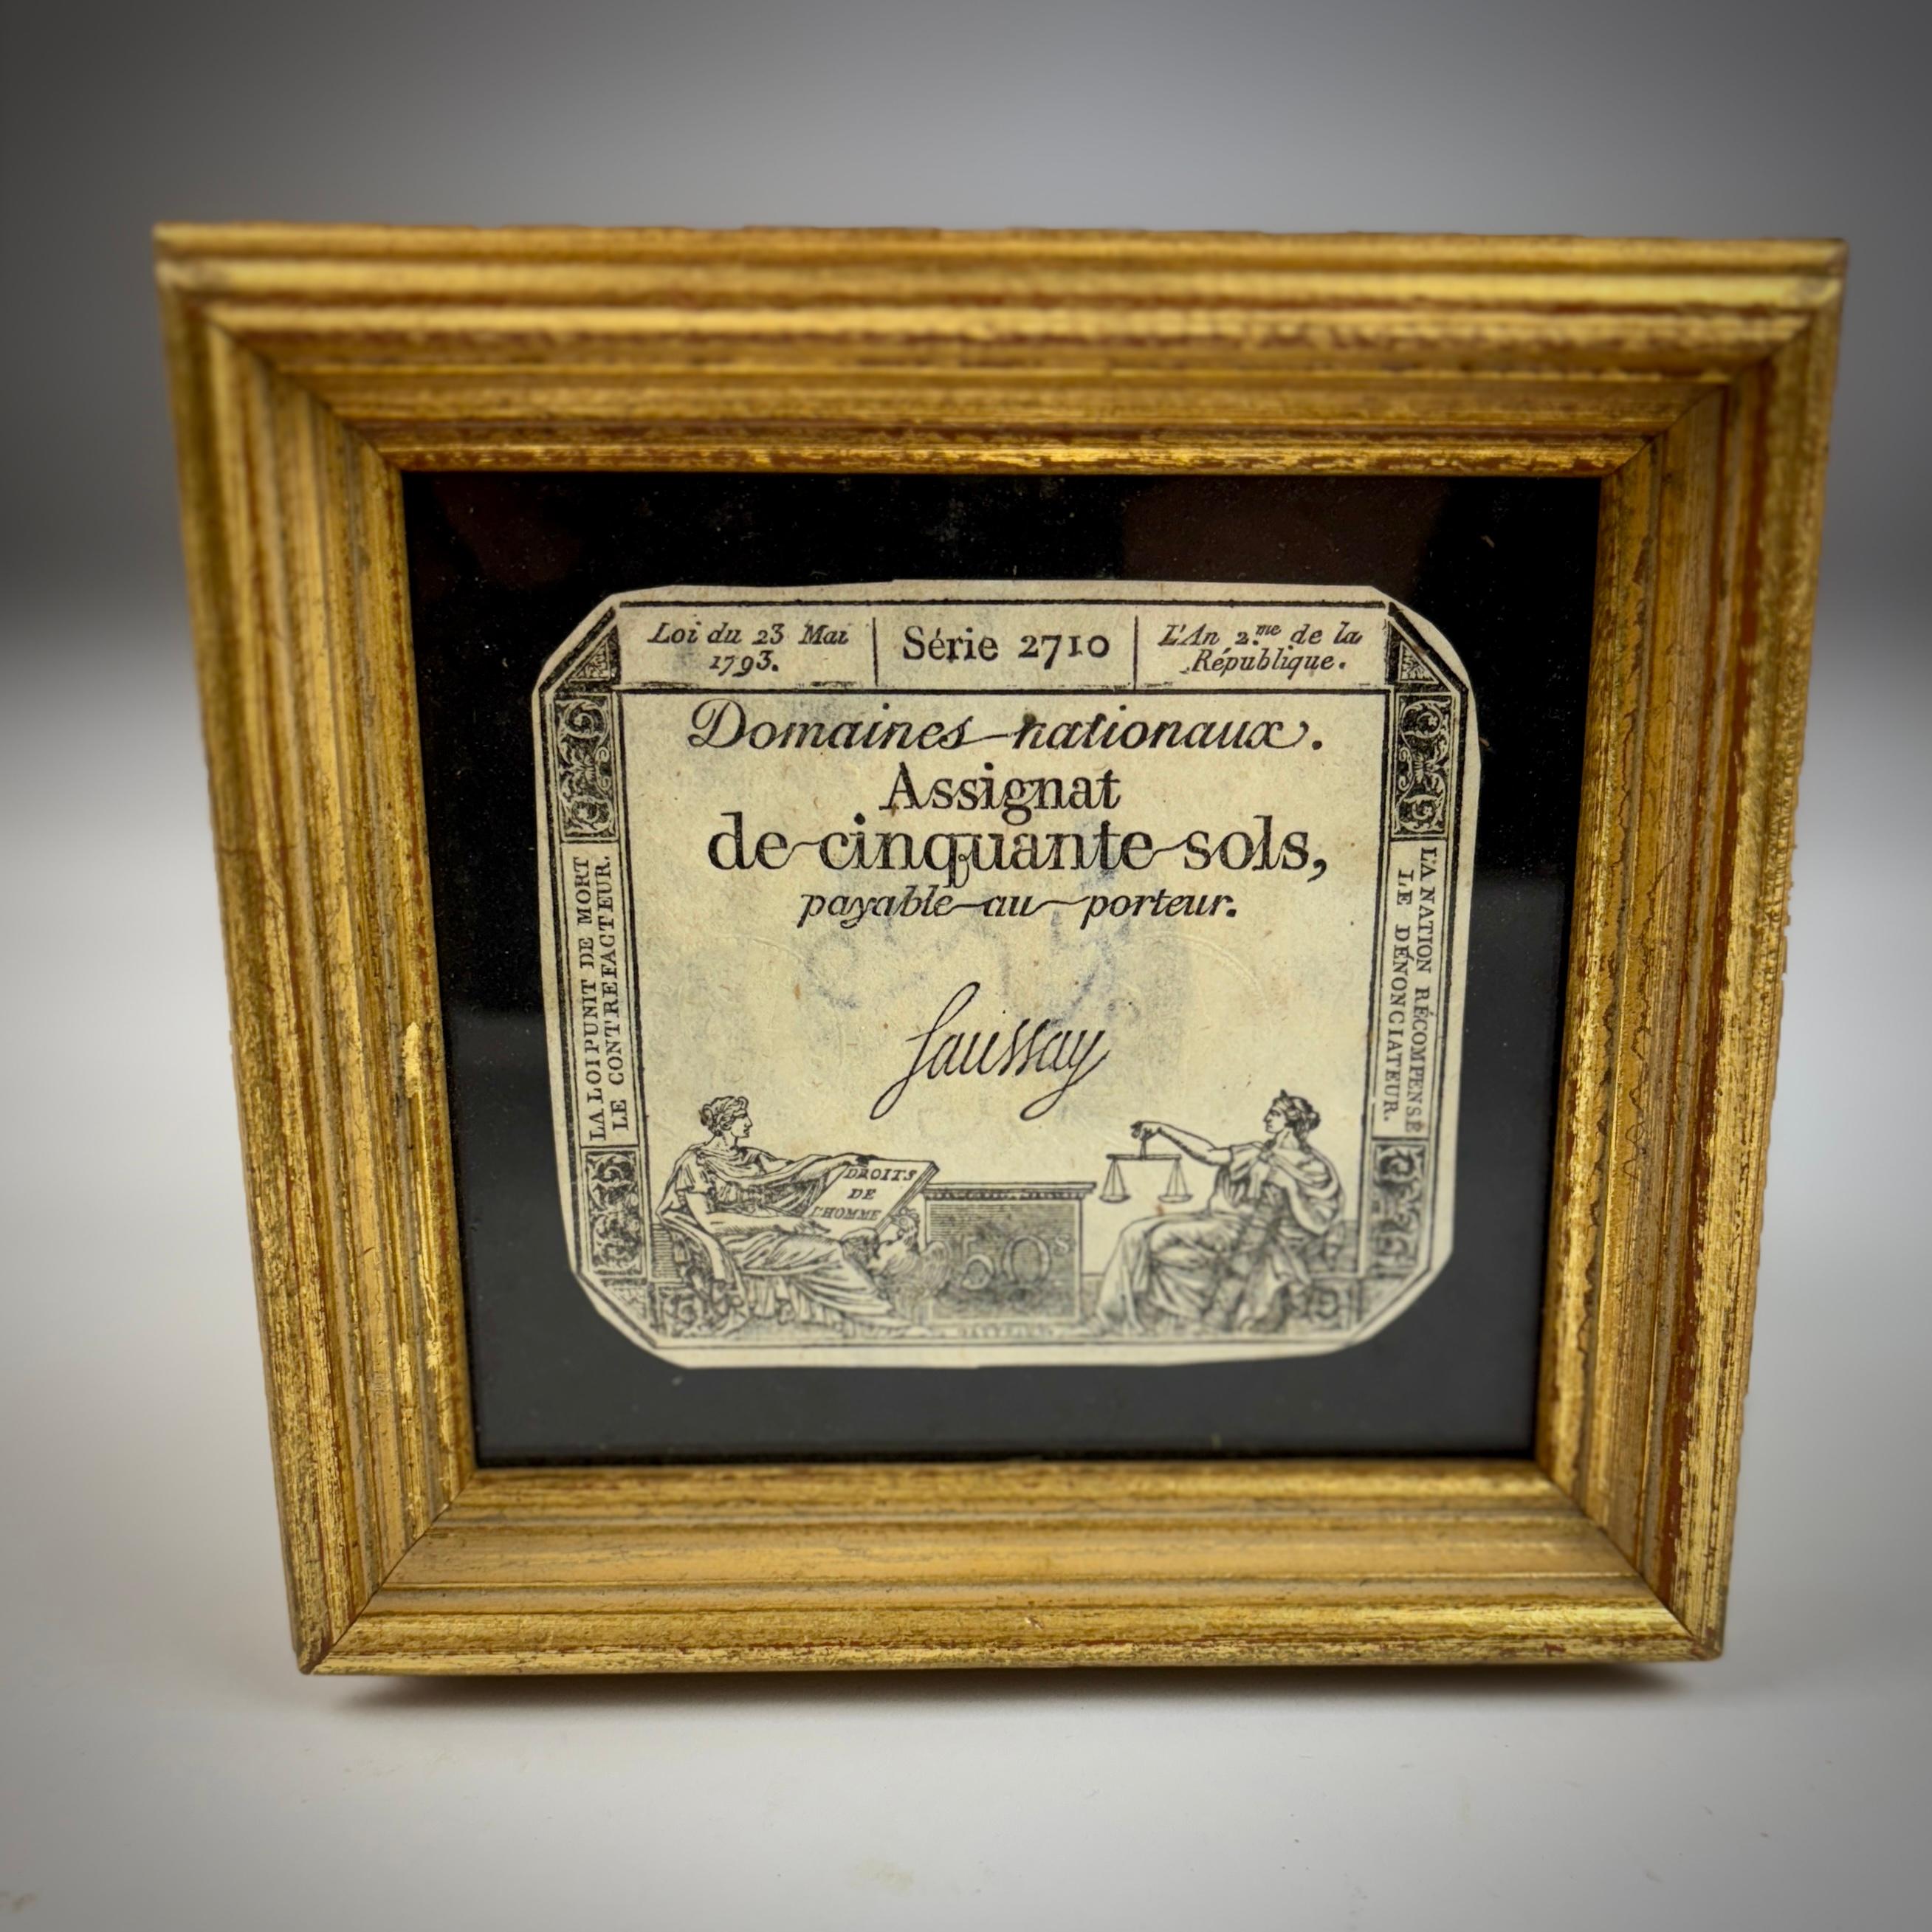 Loi du 23 Mai
1793.
Série 2710
L'An 2.me de la
République.
Domaines nationaux.
Assignat
de cinquante sols,
payable au porteur.
Saussay
LA LOI PUNIT DE MORT
LE CONTREFACTEUR.
LA NATION RÉCOMPENSE
LE DÉNONCIATEUR.
DROITS
DE
L'HOMME
50s